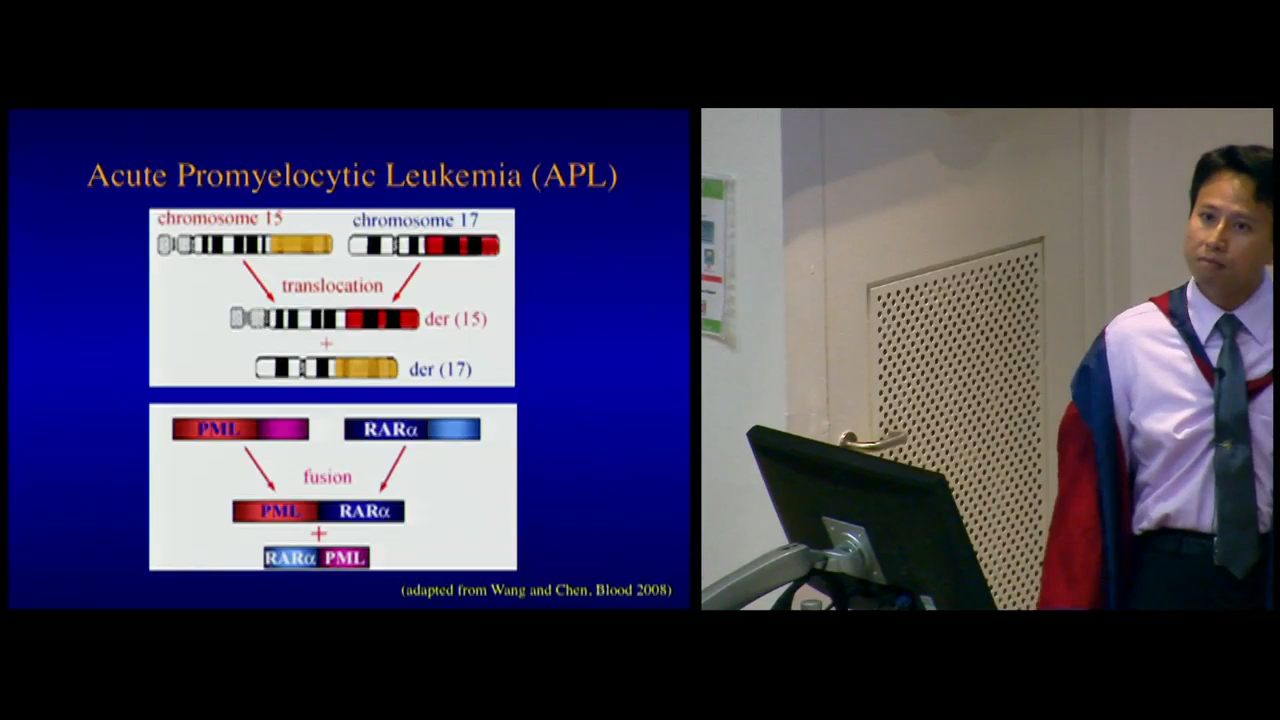 Acute Promyelocytic Leukemia (APL)
chromosome 15
chromosome 17
translocation
der (15)
+
der (17)
PML
RARα
fusion
PML RARα
+
RARα PML
(adapted from Wang and Chen, Blood 2008)